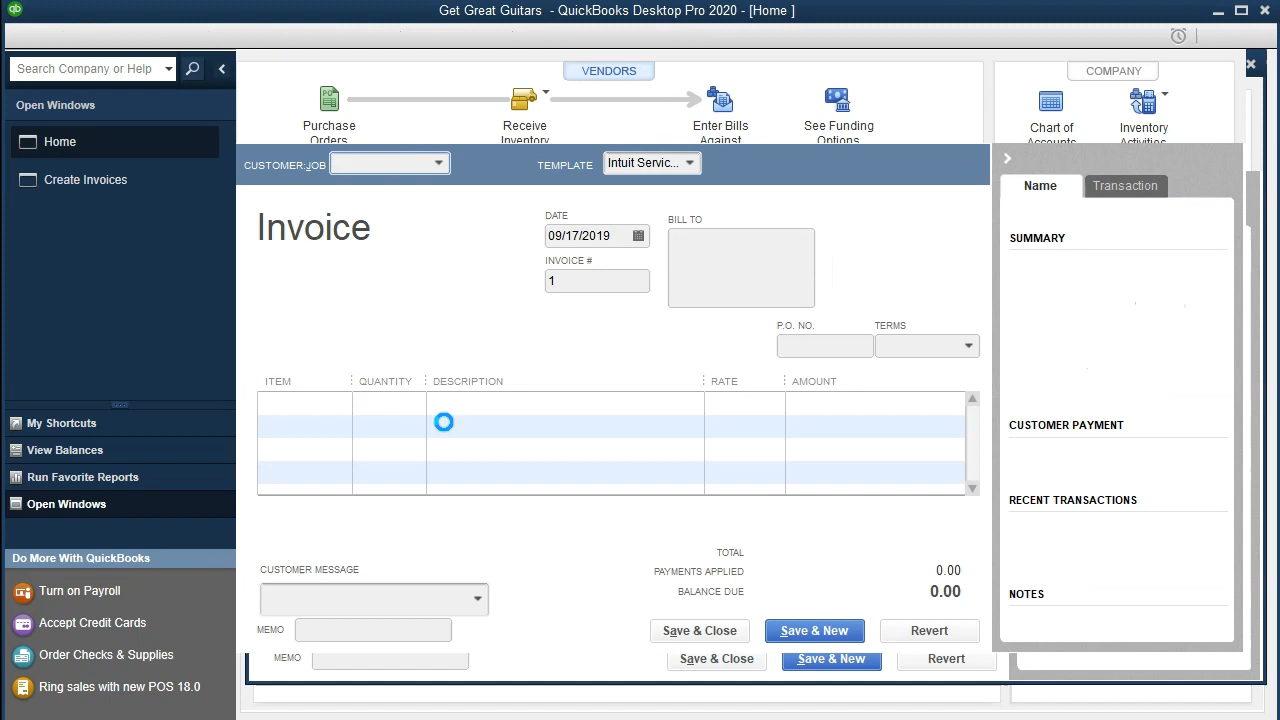 qb
Get Great Guitars - QuickBooks Desktop Pro 2020 - [Home ]
Search Company or Help
VENDORS
COMPANY
Open Windows
Purchase
Orders
Receive
Inventory
Enter Bills
Against
See Funding
Options
Chart of
Accounts
Inventory
Activities
Home
Create Invoices
CUSTOMER:JOB
TEMPLATE Intuit Servic...
Name
Transaction
Invoice
DATE
09/17/2019
INVOICE #
1
BILL TO
P.O. NO.
TERMS
SUMMARY
ITEM
QUANTITY
DESCRIPTION
RATE
AMOUNT
My Shortcuts
View Balances
Run Favorite Reports
Open Windows
CUSTOMER PAYMENT
RECENT TRANSACTIONS
NOTES
Do More With QuickBooks
Turn on Payroll
Accept Credit Cards
Order Checks & Supplies
Ring sales with new POS 18.0
TOTAL
PAYMENTS APPLIED 0.00
BALANCE DUE 0.00
CUSTOMER MESSAGE
MEMO
Save & Close
Save & New
Revert
MEMO
Save & Close
Save & New
Revert